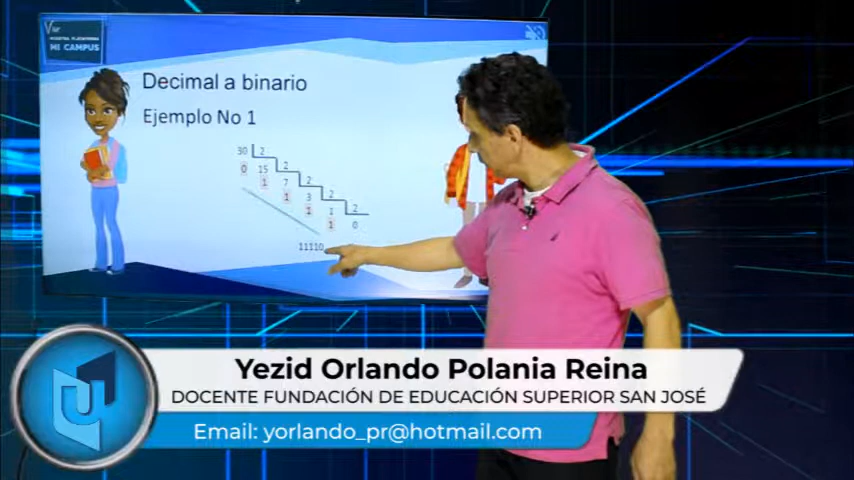 MI CAMPUS
Decimal a binario
Ejemplo No 1
30 2
0 15 2
1 7 2
1 3 2
1 1 2
1 0
11110
Yezid Orlando Polania Reina
DOCENTE FUNDACIÓN DE EDUCACIÓN SUPERIOR SAN JOSÉ
Email: yorlando_pr@hotmail.com